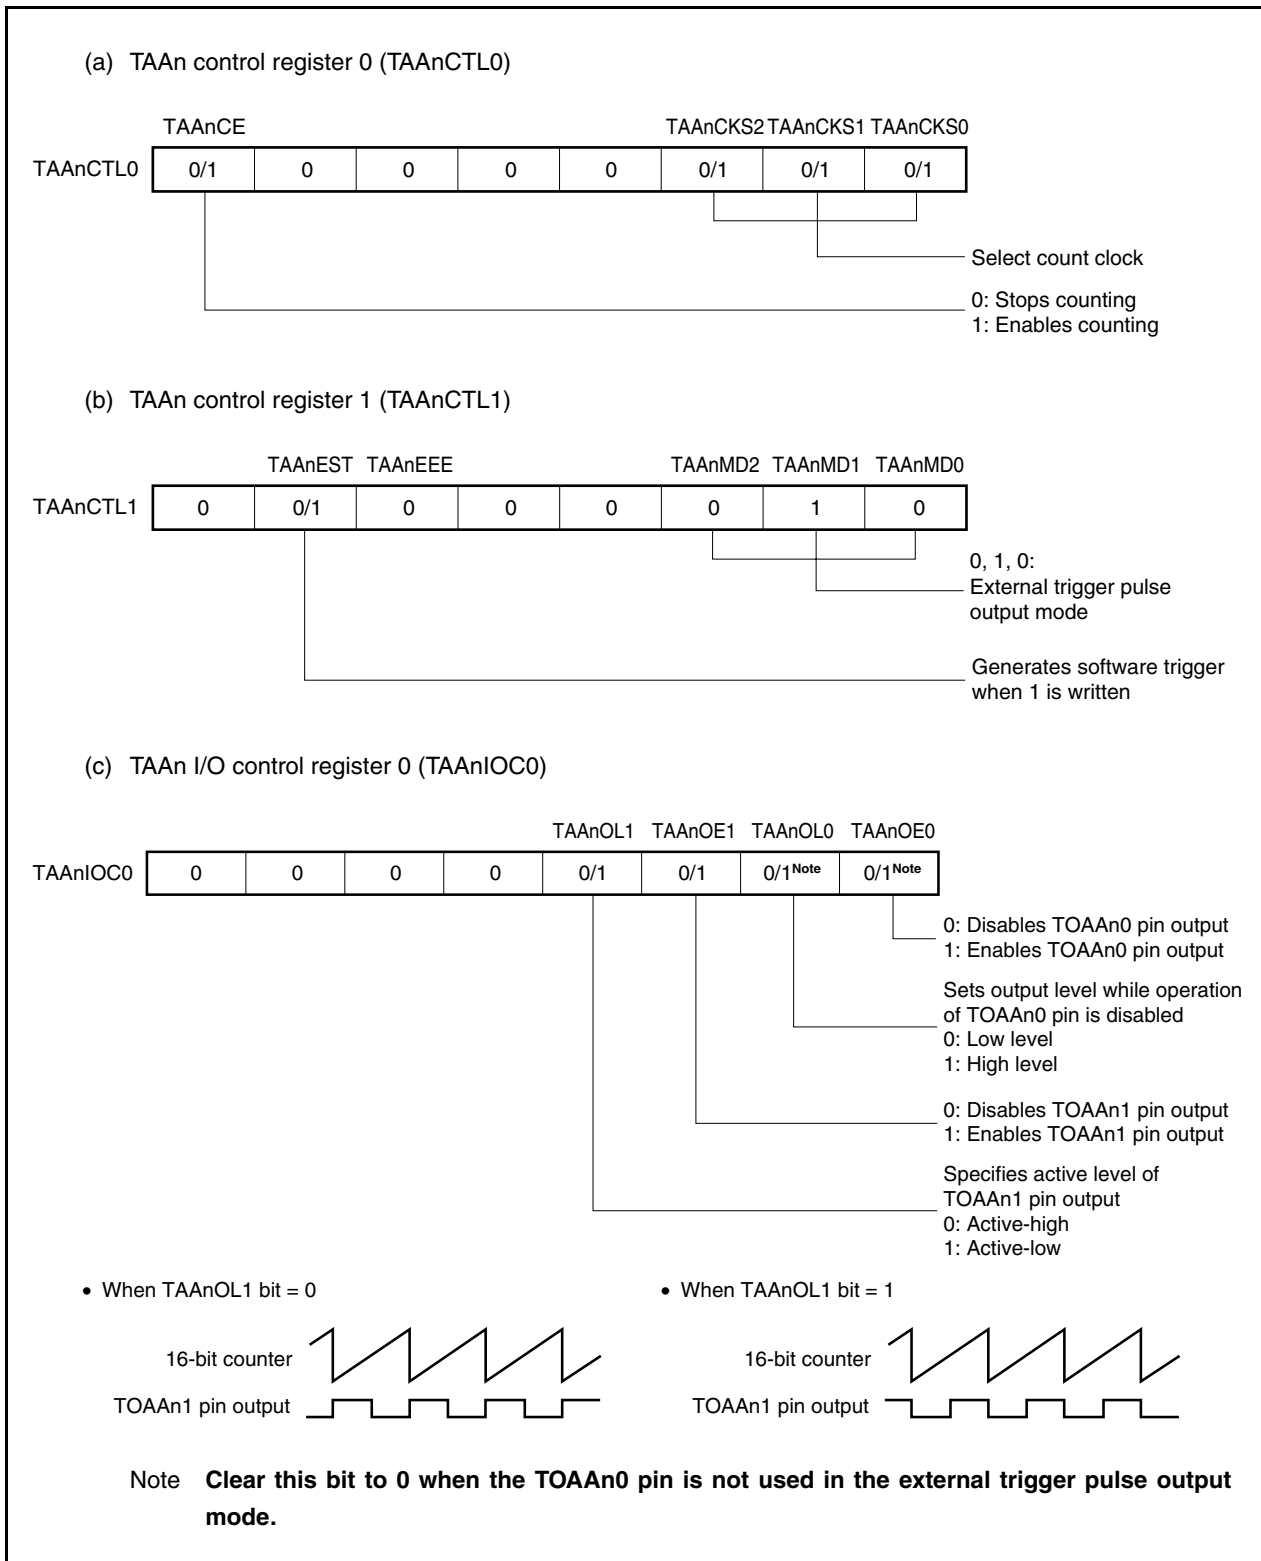 (a) TAAn control register 0 (TAAnCTL0)
TAAnCE TAAnCKS2 TAAnCKS1 TAAnCKS0
TAAnCTL0 0/1 0 0 0 0 0/1 0/1 0/1
Select count clock
0: Stops counting
1: Enables counting
(b) TAAn control register 1 (TAAnCTL1)
TAAnEST TAAnEEE TAAnMD2 TAAnMD1 TAAnMD0
TAAnCTL1 0 0/1 0 0 0 0 1 0
0, 1, 0:
External trigger pulse
output mode
Generates software trigger
when 1 is written
(c) TAAn I/O control register 0 (TAAnIOC0)
TAAnOL1 TAAnOE1 TAAnOL0 TAAnOE0
TAAnIOC0 0 0 0 0 0/1 0/1 0/1Note 0/1Note
0: Disables TOAAn0 pin output
1: Enables TOAAn0 pin output
Sets output level while operation
of TOAAn0 pin is disabled
0: Low level
1: High level
0: Disables TOAAn1 pin output
1: Enables TOAAn1 pin output
Specifies active level of
TOAAn1 pin output
0: Active-high
1: Active-low
• When TAAnOL1 bit = 0
16-bit counter
TOAAn1 pin output
• When TAAnOL1 bit = 1
16-bit counter
TOAAn1 pin output
Note Clear this bit to 0 when the TOAAn0 pin is not used in the external trigger pulse output
mode.